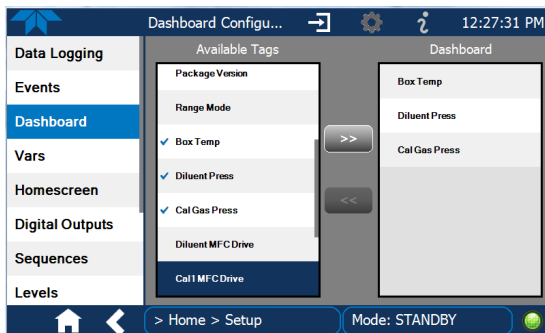 Dashboard Configu...
12:27:31 PM
Data Logging
Events
Dashboard
Vars
Homescreen
Digital Outputs
Sequences
Levels
Available Tags
Package Version
Range Mode
Box Temp
Diluent Press
Cal Gas Press
Diluent MFC Drive
Cal1 MFC Drive
>>
<<
Dashboard
Box Temp
Diluent Press
Cal Gas Press
> Home > Setup
Mode: STANDBY